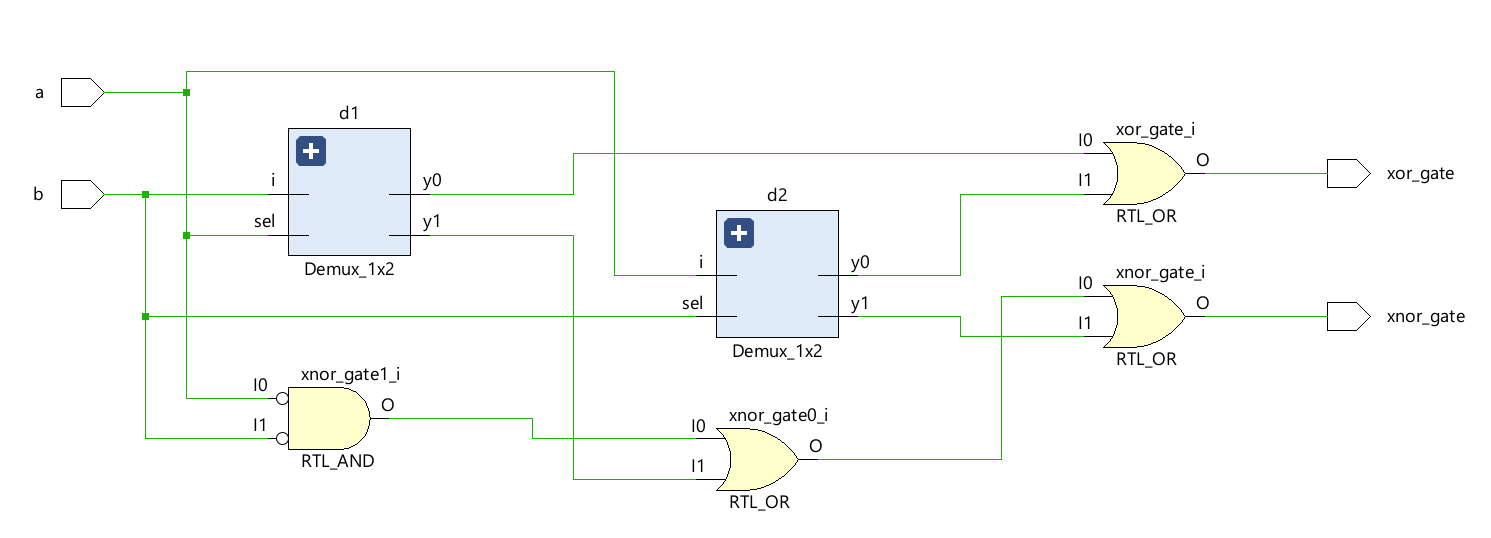 a
b
d1
i
sel
y0
y1
Demux_1x2
d2
i
sel
y0
y1
Demux_1x2
I0
I1
xor_gate_i
O
RTL_OR
xor_gate
I0
I1
xnor_gate_i
O
RTL_OR
xnor_gate
I0
I1
xnor_gate1_i
O
RTL_AND
I0
I1
xnor_gate0_i
O
RTL_OR